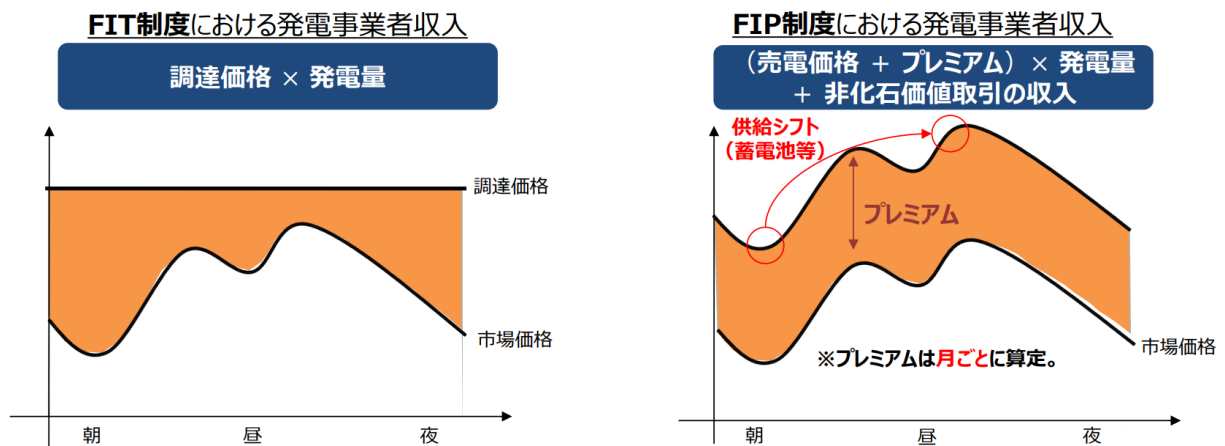 FIT制度における発電事業者収入
調達価格 × 発電量
調達価格
市場価格
朝
昼
夜
FIP制度における発電事業者収入
（売電価格 + プレミアム）× 発電量
+ 非化石価値取引の収入
供給シフト
（蓄電池等）
プレミアム
※プレミアムは月ごとに算定。
市場価格
朝
昼
夜